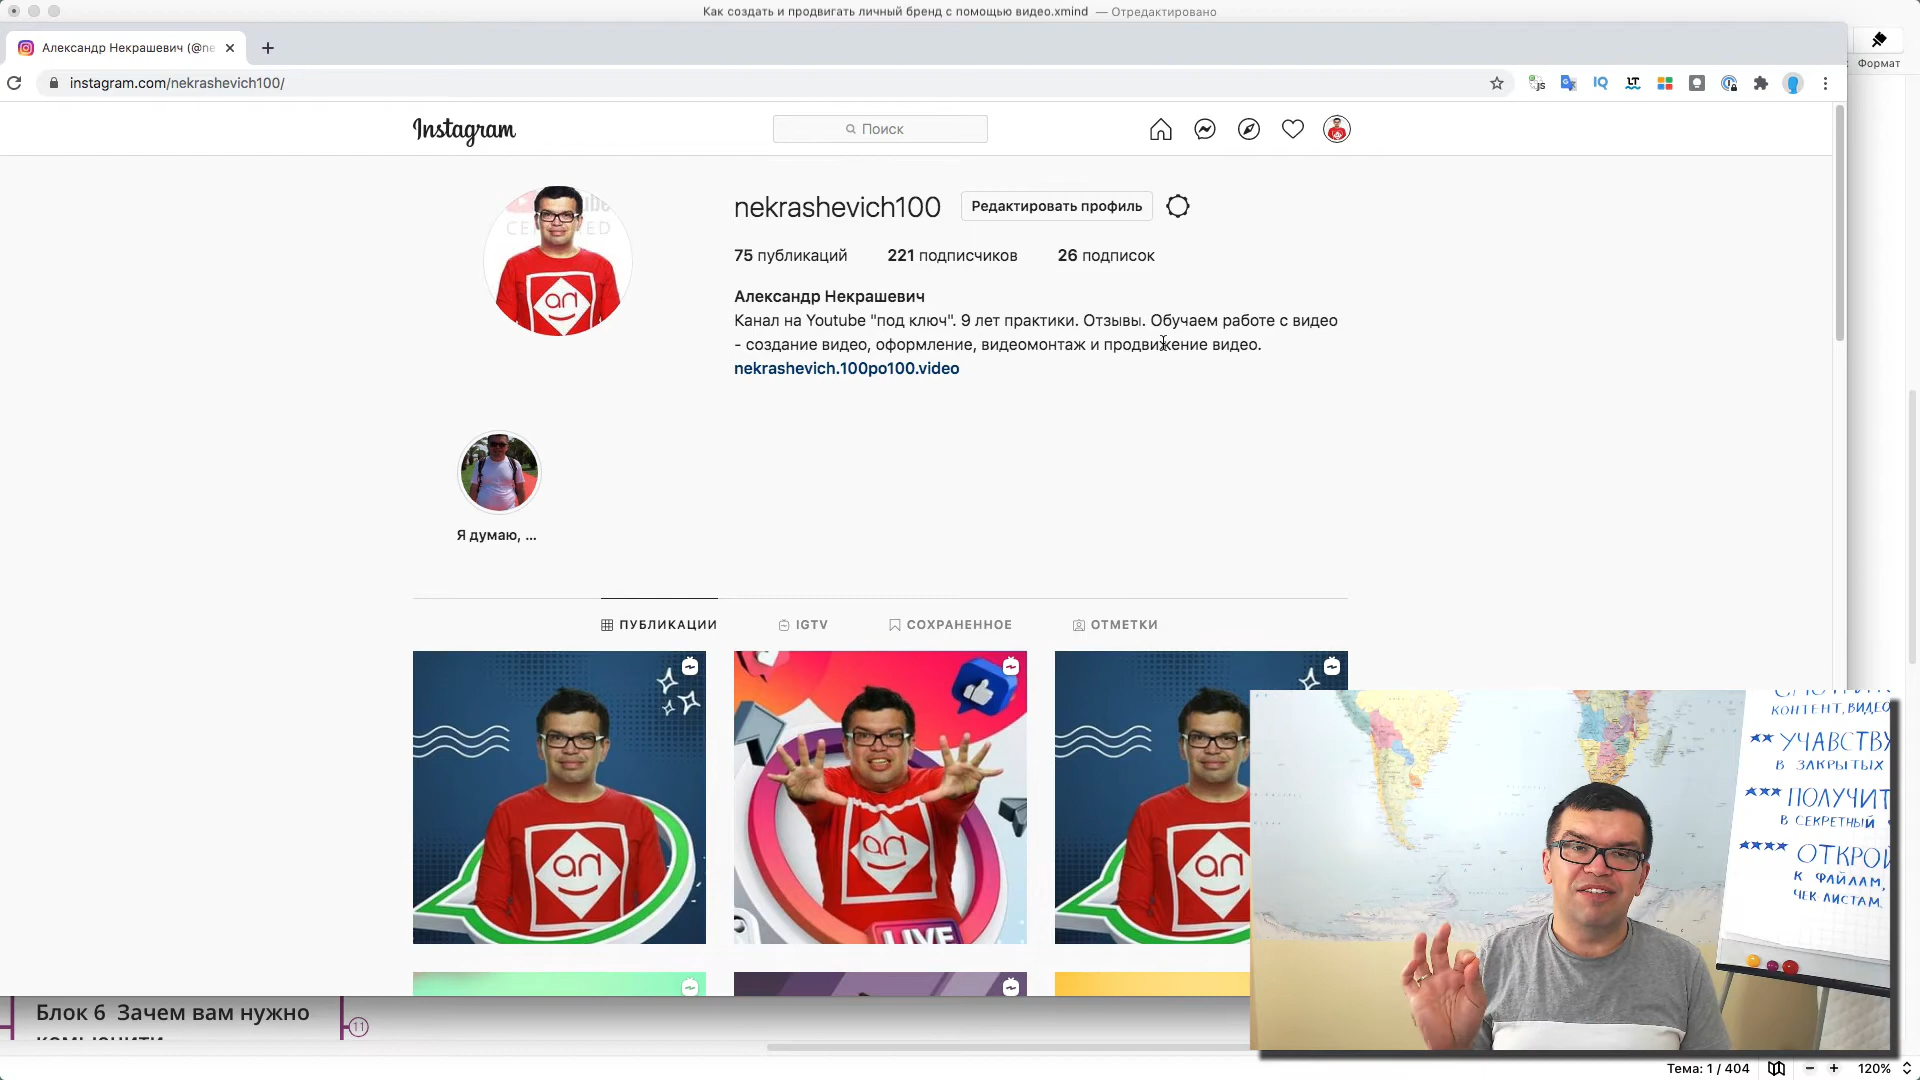 Как создать и продвигать личный бренд с помощью видео.xmind — Отредактировано
Александр Некрашевич (@ne
Формат
instagram.com/nekrashevich100/
Instagram
Поиск
nekrashevich100
Редактировать профиль
75 публикаций 221 подписчиков 26 подписок
Александр Некрашевич
Канал на Youtube "под ключ". 9 лет практики. Отзывы. Обучаем работе с видео
- создание видео, оформление, видеомонтаж и продвижение видео.
nekrashevich.100po100.video
Я думаю, ...
ПУБЛИКАЦИИ
IGTV
СОХРАНЕННОЕ
ОТМЕТКИ
LIVE
КОНТЕНТ, ВИДЕО
** УЧАВСТВУ
В ЗАКРЫТЫХ
*** ПОЛУЧИТ
В СЕКРЕТНЫЙ
**** ОТКРОЙ
К ФАЙЛАМ,
ЧЕК ЛИСТАМ.
Блок 6 Зачем вам нужно
11
Тема: 1 / 404
120%